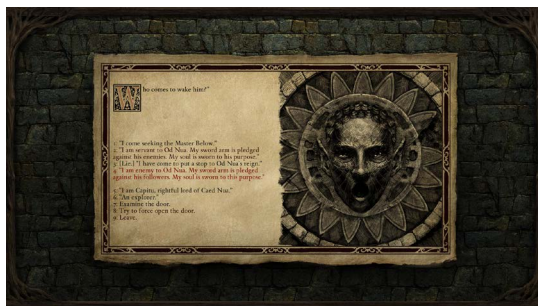 Who comes to wake him?"
1. "I come seeking the Master Below."
2. "I am servant to Od Nua. My sword arm is pledged
against his enemies. My soul is sworn to his purpose."
3. [Lie:] "I have come to put a stop to Od Nua's reign."
4. "I am enemy to Od Nua. My sword arm is pledged
against his followers. My soul is sworn to this purpose."
5. "I am Capitu, rightful lord of Caed Nua."
6. "An explorer."
7. Examine the door.
8. Try to force open the door.
9. Leave.